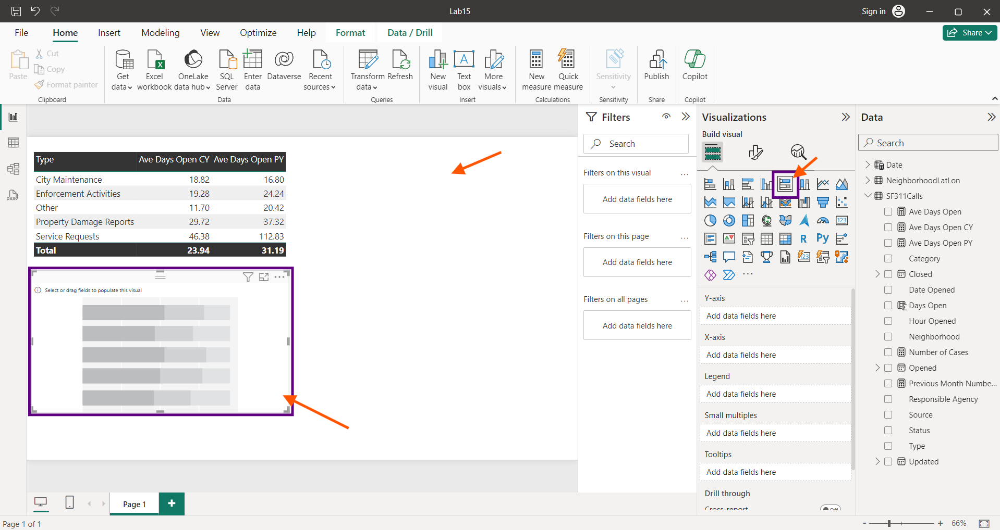 Lab15
Sign in
File Home Insert Modeling View Optimize Help Format Data / Drill
Share
Paste
Cut
Copy
Format painter
Clipboard
Get data
Excel workbook
OneLake data hub
SQL Server
Enter data
Dataverse
Recent sources
Data
Transform data
Refresh
Queries
New visual
Text box
More visuals
Insert
New measure
Quick measure
Calculations
Sensitivity
Sensitivity
Publish
Share
Copilot
Copilot
DAX
Type Ave Days Open CY Ave Days Open PY
City Maintenance 18.82 16.80
Enforcement Activities 19.28 24.24
Other 11.70 20.42
Property Damage Reports 29.72 37.32
Service Requests 46.38 112.83
Total 23.94 31.19
Select or drag fields to populate this visual
Filters
Search
Filters on this visual ...
Add data fields here
Filters on this page ...
Add data fields here
Filters on all pages ...
Add data fields here
Visualizations
Build visual
123
R
Py
123
...
Y-axis
Add data fields here
X-axis
Add data fields here
Legend
Add data fields here
Small multiples
Add data fields here
Tooltips
Add data fields here
Drill through
Cross-report
Off
Data
Search
Date
NeighborhoodLatLon
SF311Calls
Ave Days Open
Ave Days Open CY
Ave Days Open PY
Category
Closed
Date Opened
Days Open
Hour Opened
Neighborhood
Number of Cases
Opened
Previous Month Numbe...
Responsible Agency
Source
Status
Type
Updated
Page 1
+
Page 1 of 1
- + 66%